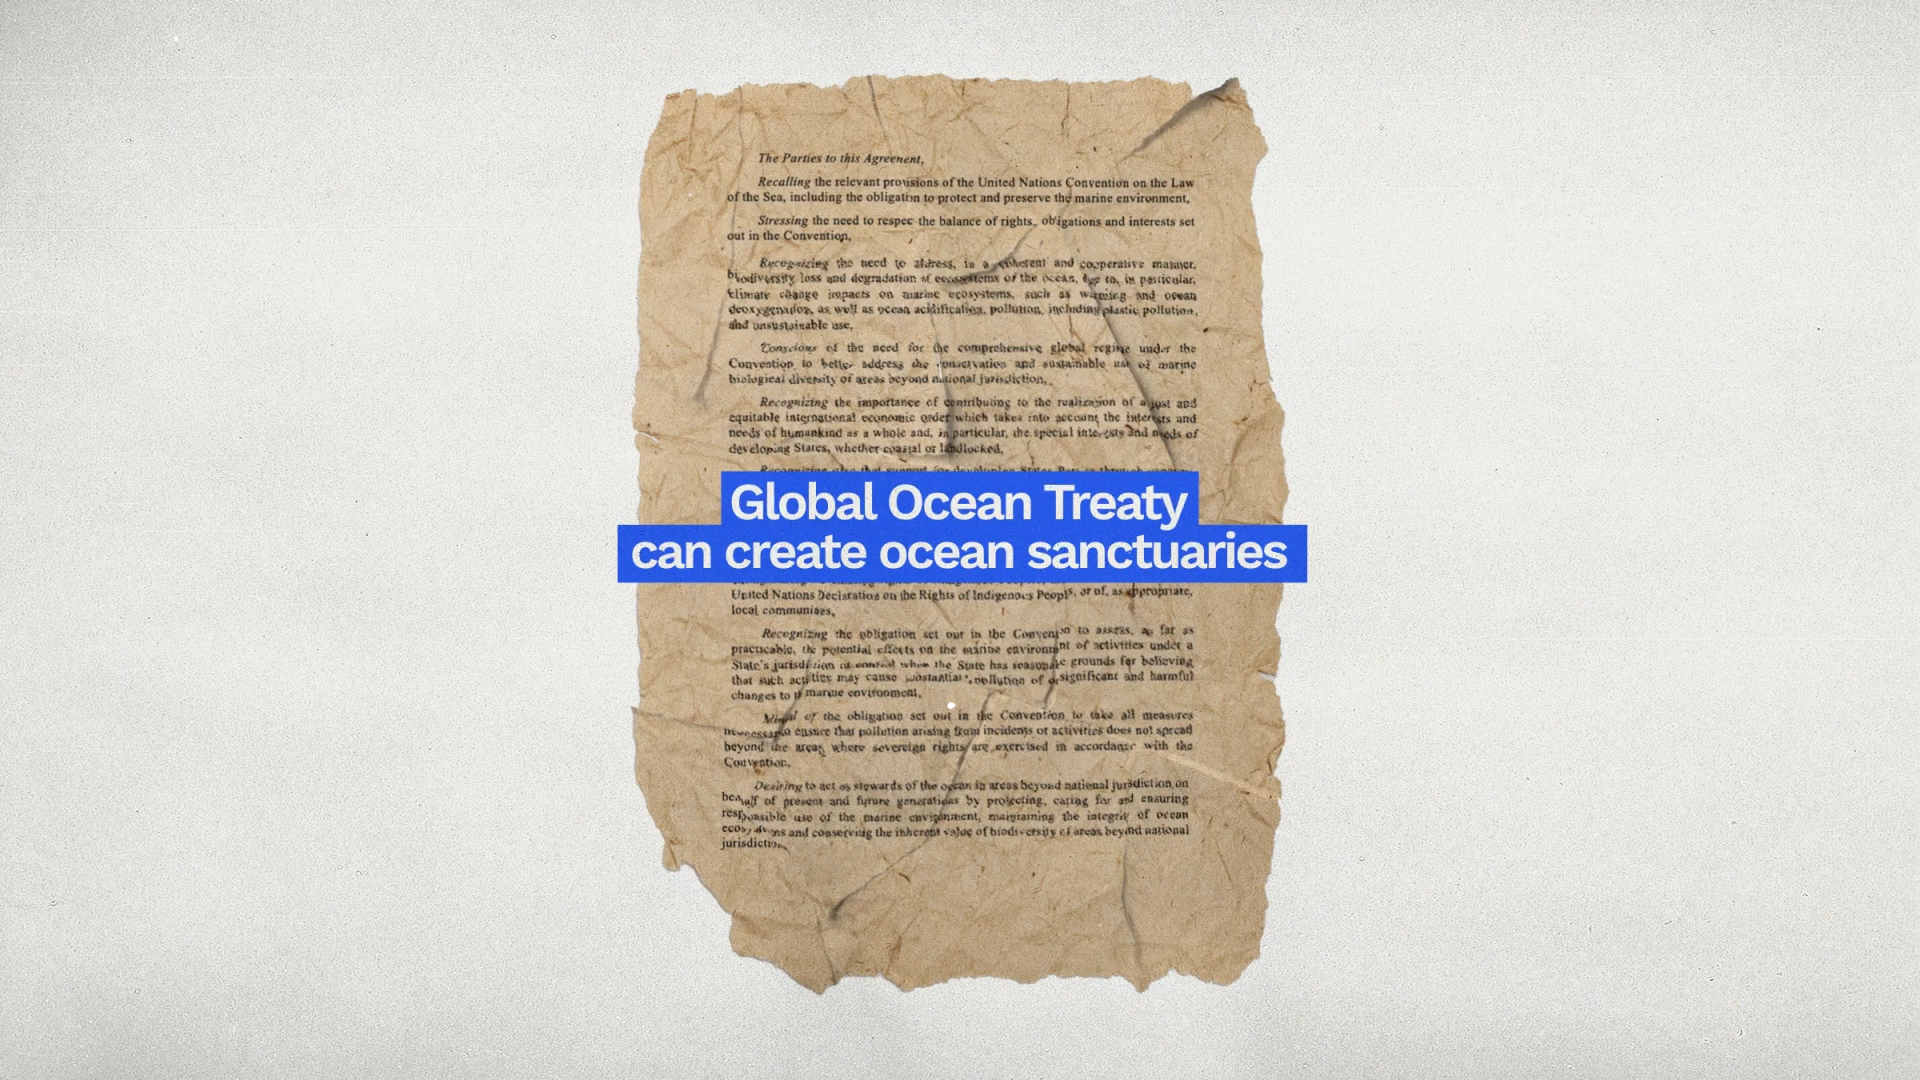 The Parties to this Agreement,
Recalling the relevant provisions of the United Nations Convention on the Law
of the Sea, including the obligation to protect and preserve the marine environment,
Stressing the need to respec the balance of rights, obligations and interests set
out in the Convention,
Recognizing the need to address, in a coherent and cooperative manner,
biodiversity loss and degradation of ecosystems of the ocean, due to, in particular,
climate change impacts on marine ecosystems, such as warming and ocean
deoxygenation, as well as ocean acidification, pollution, including plastic pollution,
and unsustainable use,
Conscious of the need for the comprehensive global regime under the
Convention to better address the conservation and sustainable use of marine
biological diversity of areas beyond national jurisdiction,
Recognizing the importance of contributing to the realization of a just and
equitable international economic order which takes into account the interests and
needs of humankind as a whole and, in particular, the special interests and needs of
developing States, whether coastal or landlocked,
Recognizing also that support for developing States through
Global Ocean Treaty
can create ocean sanctuaries
United Nations Declaration on the Rights of Indigenous Peoples, or of, as appropriate,
local communities,
Recognizing the obligation set out in the Convention to assess, as far as
practicable, the potential effects on the marine environment of activities under a
State's jurisdiction or control when the State has reasonable grounds for believing
that such activities may cause substantial pollution of or significant and harmful
changes to marine environment,
of the obligation set out in the Convention to take all measures
necessary to ensure that pollution arising from incidents or activities does not spread
beyond the areas where sovereign rights are exercised in accordance with the
Convention,
Desiring to act as stewards of the ocean in areas beyond national jurisdiction on
behalf of present and future generations by protecting, caring for and ensuring
responsible use of the marine environment, maintaining the integrity of ocean
ecosystems and conserving the inherent value of biodiversity of areas beyond national
jurisdiction,